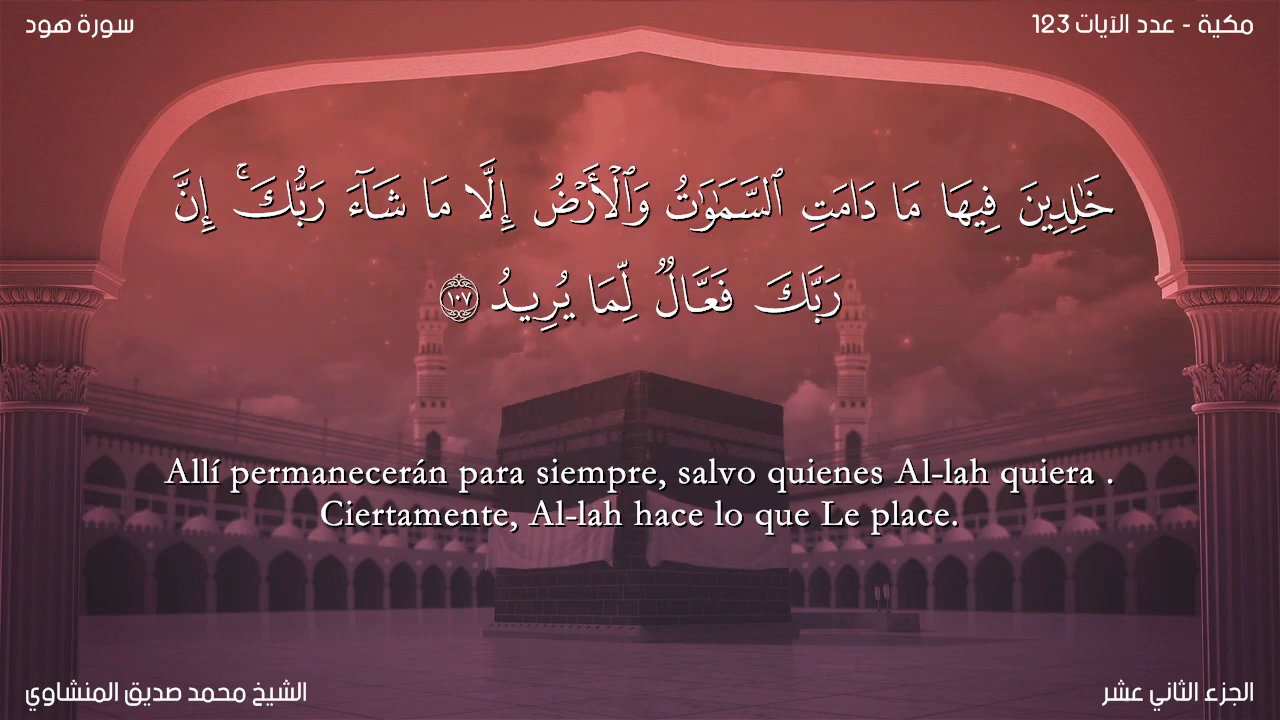 مكية - عدد الآيات 123
سورة هود
خَٰلِدِينَ فِيهَا مَا دَامَتِ ٱلسَّمَٰوَٰتُ وَٱلْأَرْضُ إِلَّا مَا شَآءَ رَبُّكَ ۚ إِنَّ
رَبَّكَ فَعَّالٌ لِّمَا يُرِيدُ ١٠٧
Allí permanecerán para siempre, salvo quienes Al-lah quiera .
Ciertamente, Al-lah hace lo que Le place.
الجزء الثاني عشر
الشيخ محمد صديق المنشاوي